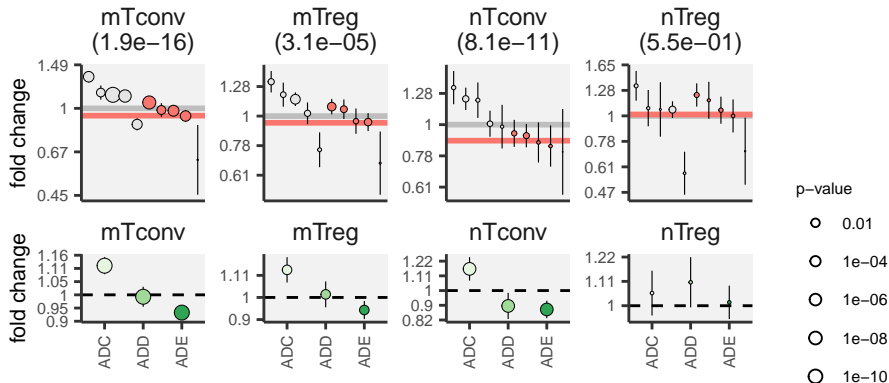 mTconv
(1.9e−16)
mTreg
(3.1e−05)
nTconv
(8.1e−11)
nTreg
(5.5e−01)
fold change
1.49
1
0.67
0.45
1.28
1
0.78
0.61
1.28
1
0.78
0.61
1.65
1.28
1
0.78
0.61
0.47
mTconv
mTreg
nTconv
nTreg
fold change
1.16
1.11
1.05
1
0.95
0.9
1.11
1
0.9
1.22
1.11
1
0.9
0.82
1.22
1.11
1
ADC
ADD
ADE
ADC
ADD
ADE
ADC
ADD
ADE
ADC
ADD
ADE
p−value
0.01
1e−04
1e−06
1e−08
1e−10